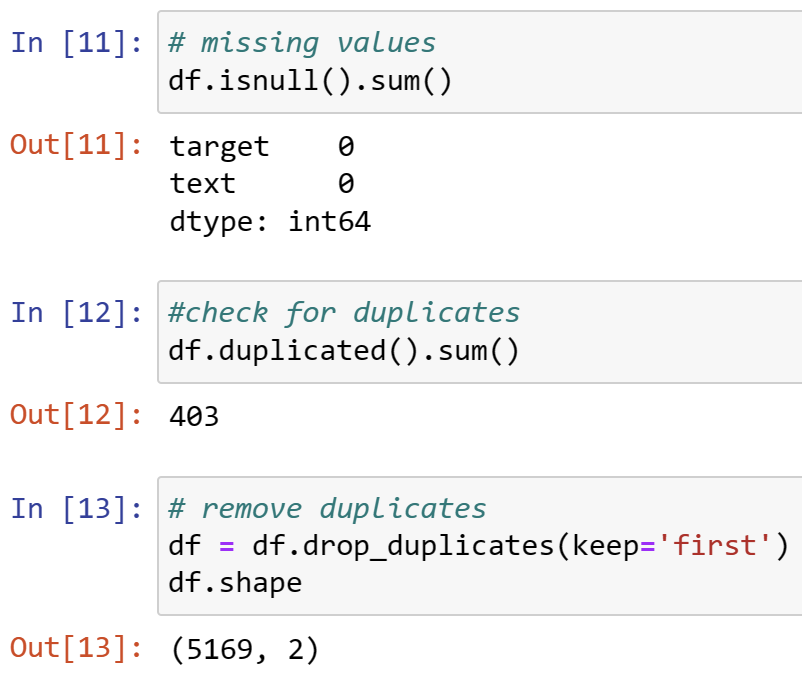 In [11]: # missing values
df.isnull().sum()
Out[11]: target    0
text      0
dtype: int64
In [12]: #check for duplicates
df.duplicated().sum()
Out[12]: 403
In [13]: # remove duplicates
df = df.drop_duplicates(keep='first')
df.shape
Out[13]: (5169, 2)